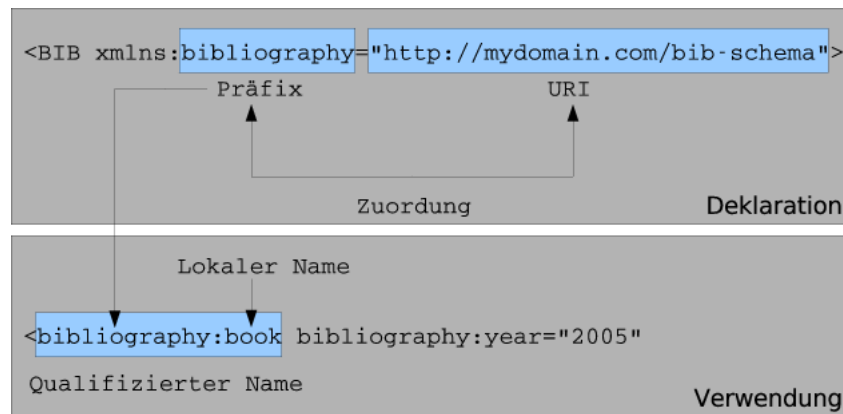 <BIB xmlns:bibliography="http://mydomain.com/bib-schema">
Präfix URI
Zuordung
Deklaration
Lokaler Name
<bibliography:book bibliography:year="2005"
Qualifizierter Name
Verwendung